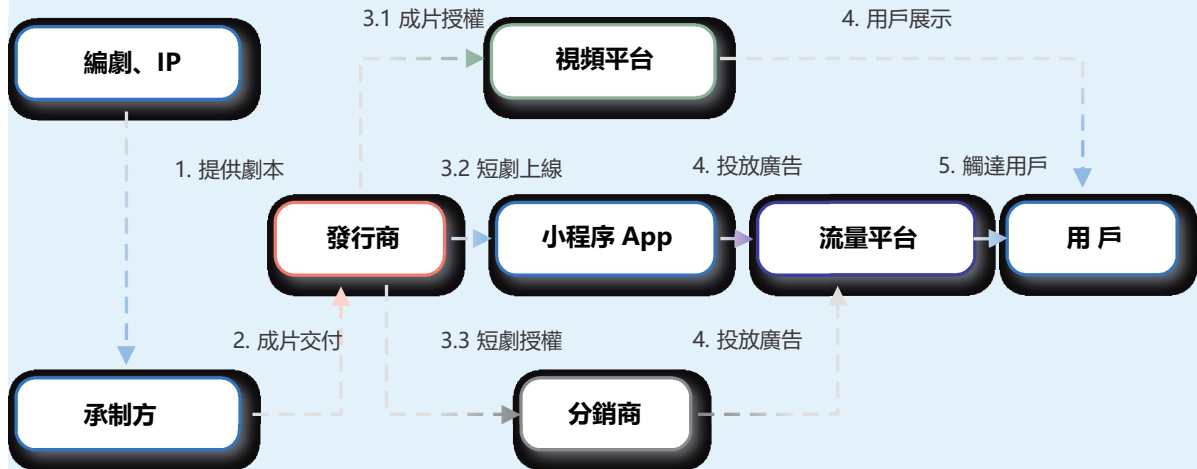 3.1 成片授權
4. 用戶展示
編劇、IP
視頻平台
1. 提供劇本
3.2 短劇上線
4. 投放廣告
5. 觸達用戶
發行商
小程序 App
流量平台
用 戶
2. 成片交付
3.3 短劇授權
4. 投放廣告
承制方
分銷商